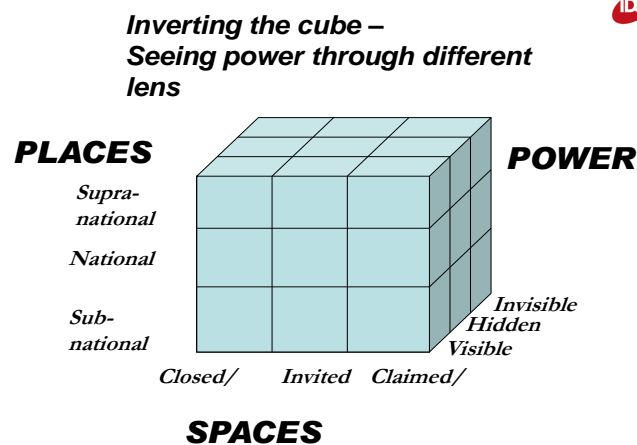 Inverting the cube –
Seeing power through different
lens
PLACES
POWER
Supra-
national
National
Sub-
national
Invisible
Hidden
Visible
Closed/ Invited Claimed/
SPACES